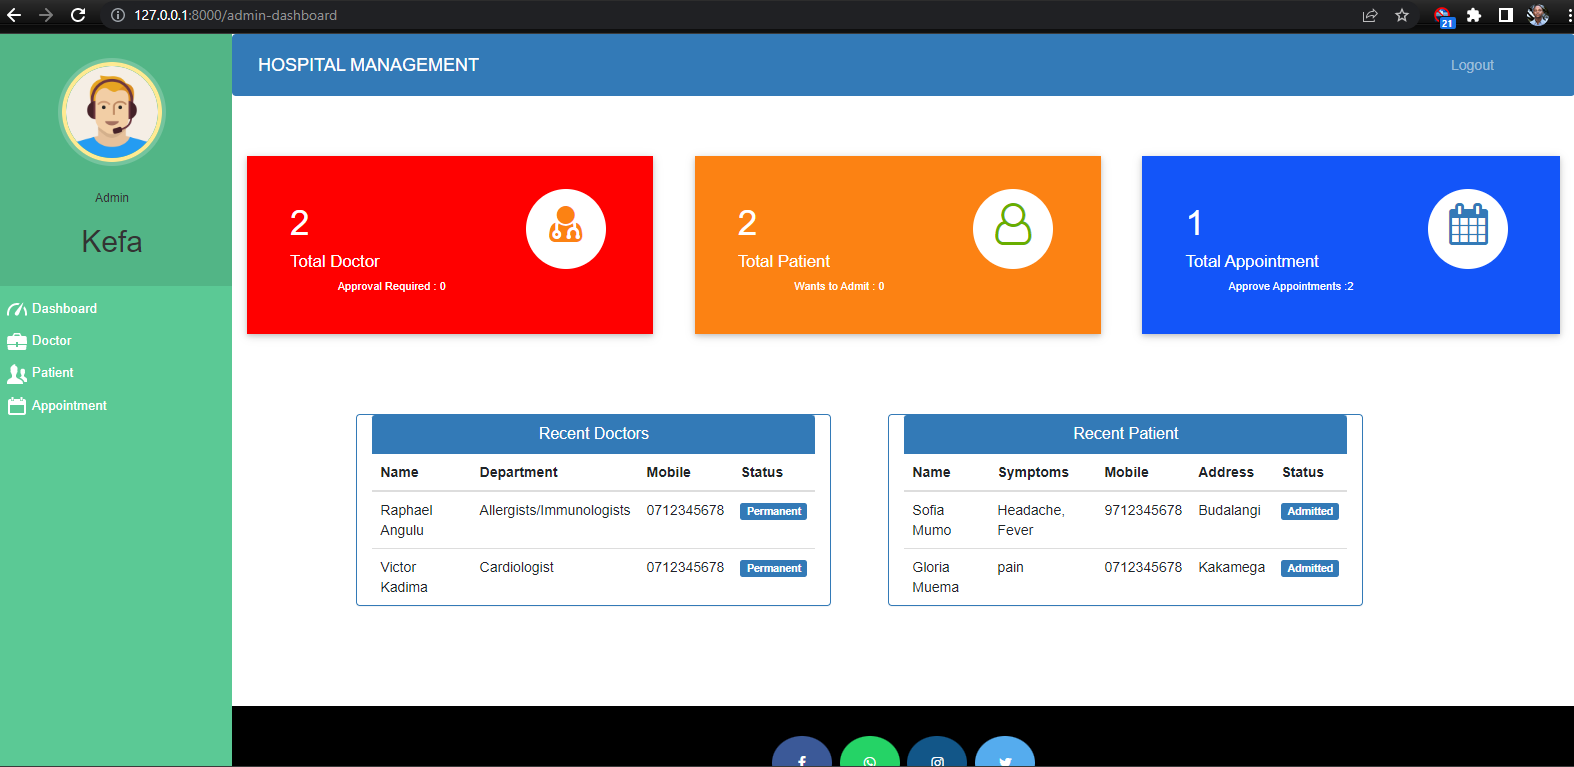 127.0.0.1:8000/admin-dashboard
21
HOSPITAL MANAGEMENT
Logout
Admin
Kefa
Dashboard
Doctor
Patient
Appointment
2
Total Doctor
Approval Required : 0
2
Total Patient
Wants to Admit : 0
1
Total Appointment
Approve Appointments :2
Recent Doctors
Name Department Mobile Status
Raphael Angulu Allergists/Immunologists 0712345678 Permanent
Victor Kadima Cardiologist 0712345678 Permanent
Recent Patient
Name Symptoms Mobile Address Status
Sofia Mumo Headache, Fever 9712345678 Budalangi Admitted
Gloria Muema pain 0712345678 Kakamega Admitted